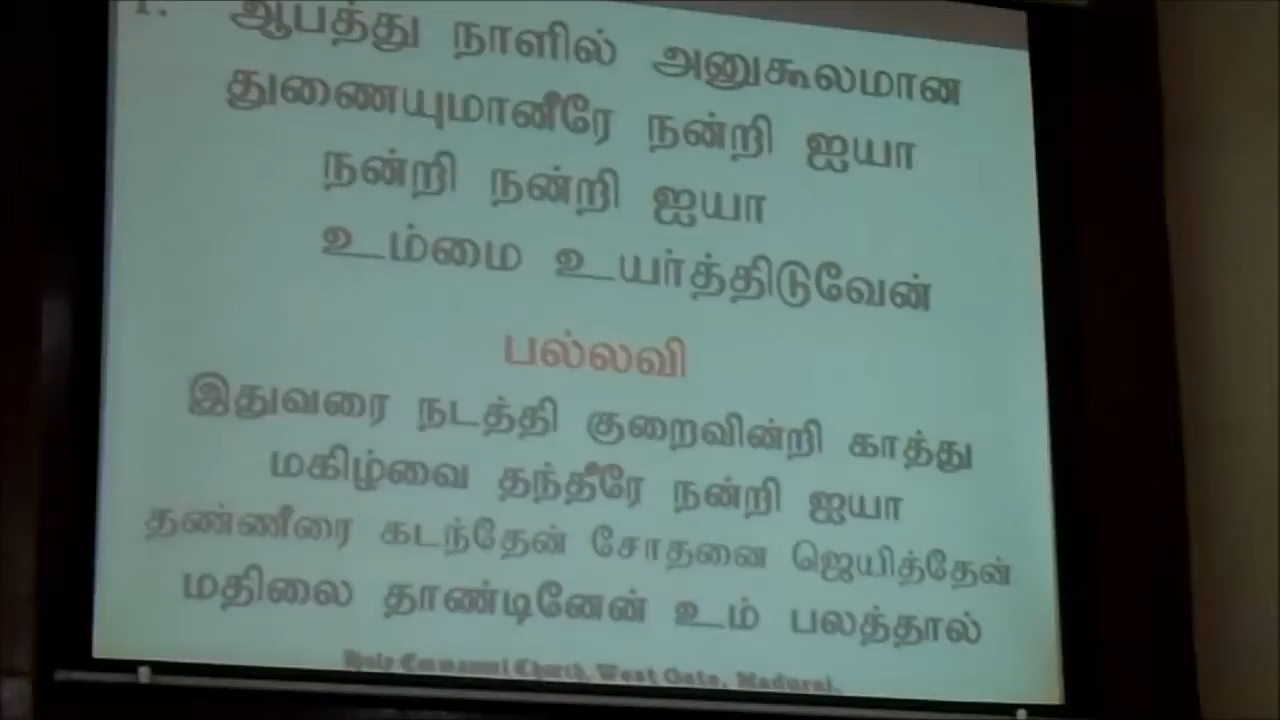 1. ஆபத்து நாளில் அனுகூலமான
துணையுமானீரே நன்றி ஐயா
நன்றி நன்றி ஐயா
உம்மை உயர்த்திடுவேன்
பல்லவி
இதுவரை நடத்தி குறைவின்றி காத்து
மகிழ்வை தந்தீரே நன்றி ஐயா
தண்ணீரை கடந்தேன் சோதனை ஜெயித்தேன்
மதிலை தாண்டினேன் உம் பலத்தால்
Holy Emmanuel Church, West Gate, Madurai.